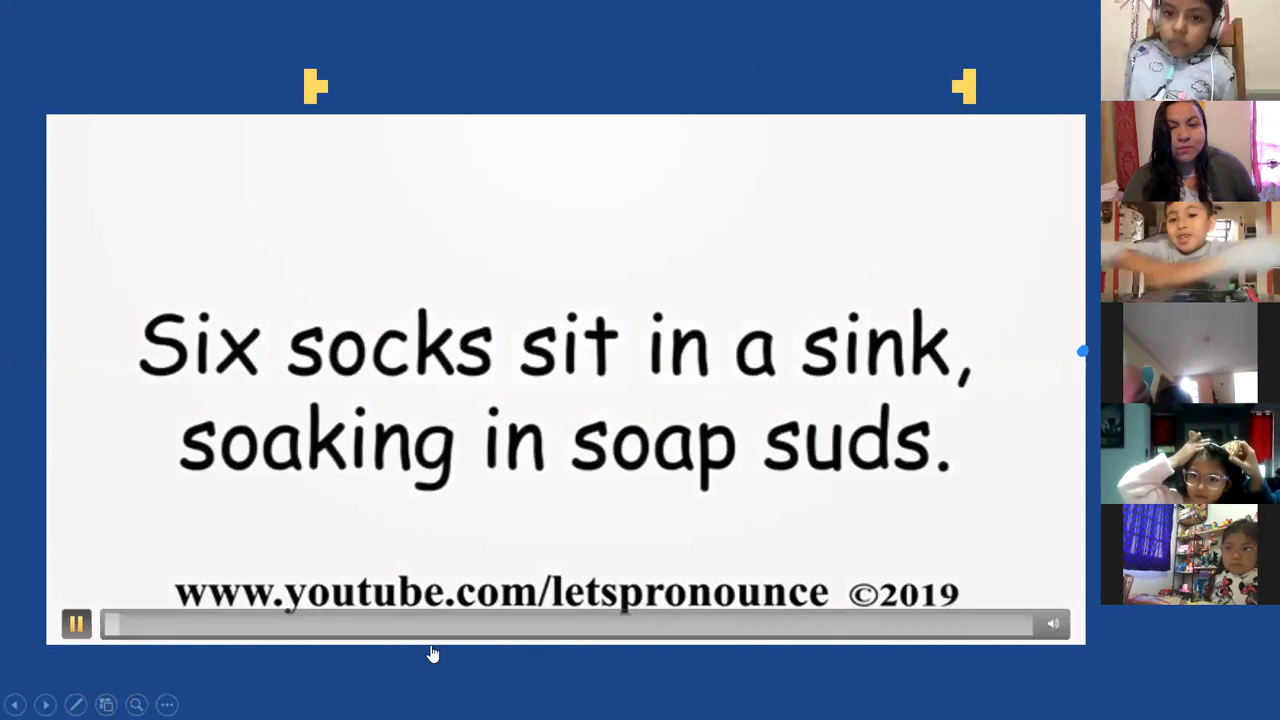 Six socks sit in a sink,
soaking in soap suds.
www.youtube.com/letspronounce ©2019